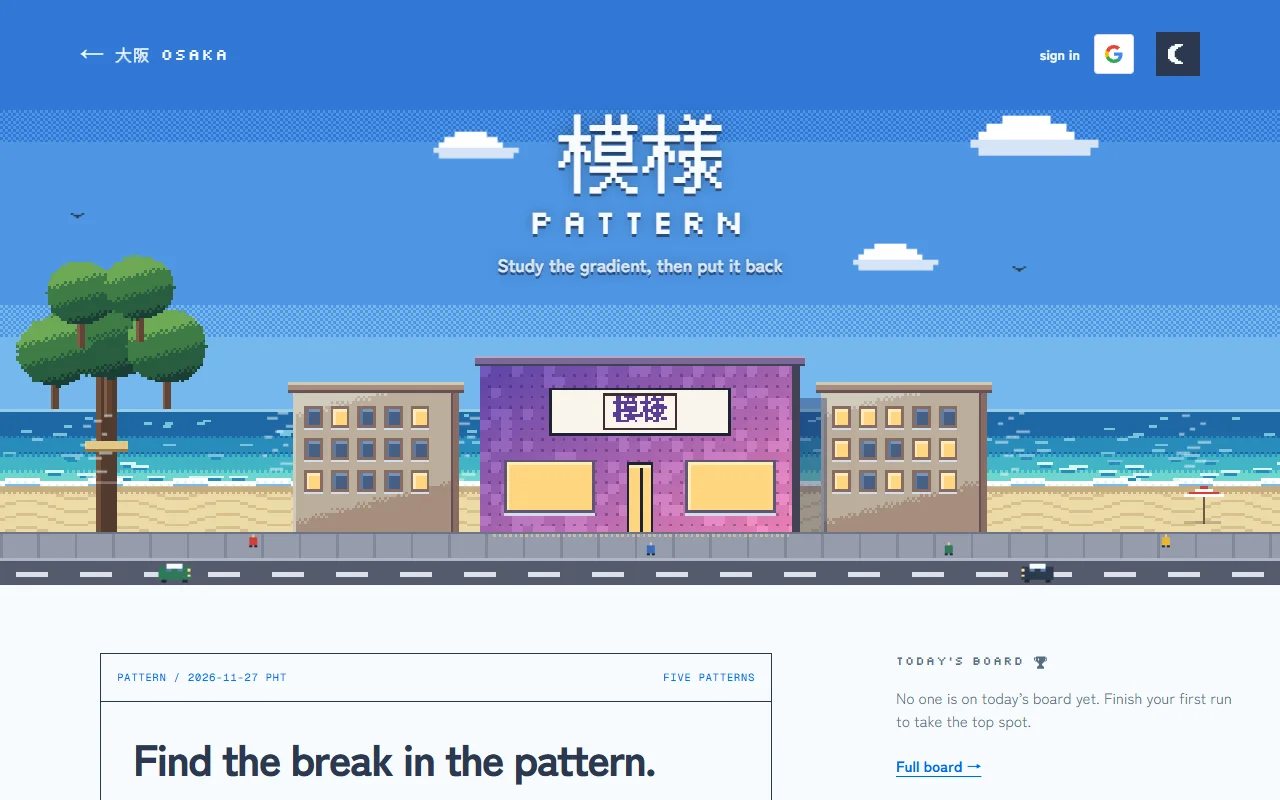 ← 大阪 OSAKA
sign in
模様
PATTERN
Study the gradient, then put it back
模様
PATTERN / 2026-11-27 PHT
FIVE PATTERNS
Find the break in the pattern.
TODAY'S BOARD
No one is on today's board yet. Finish your first run
to take the top spot.
Full board →